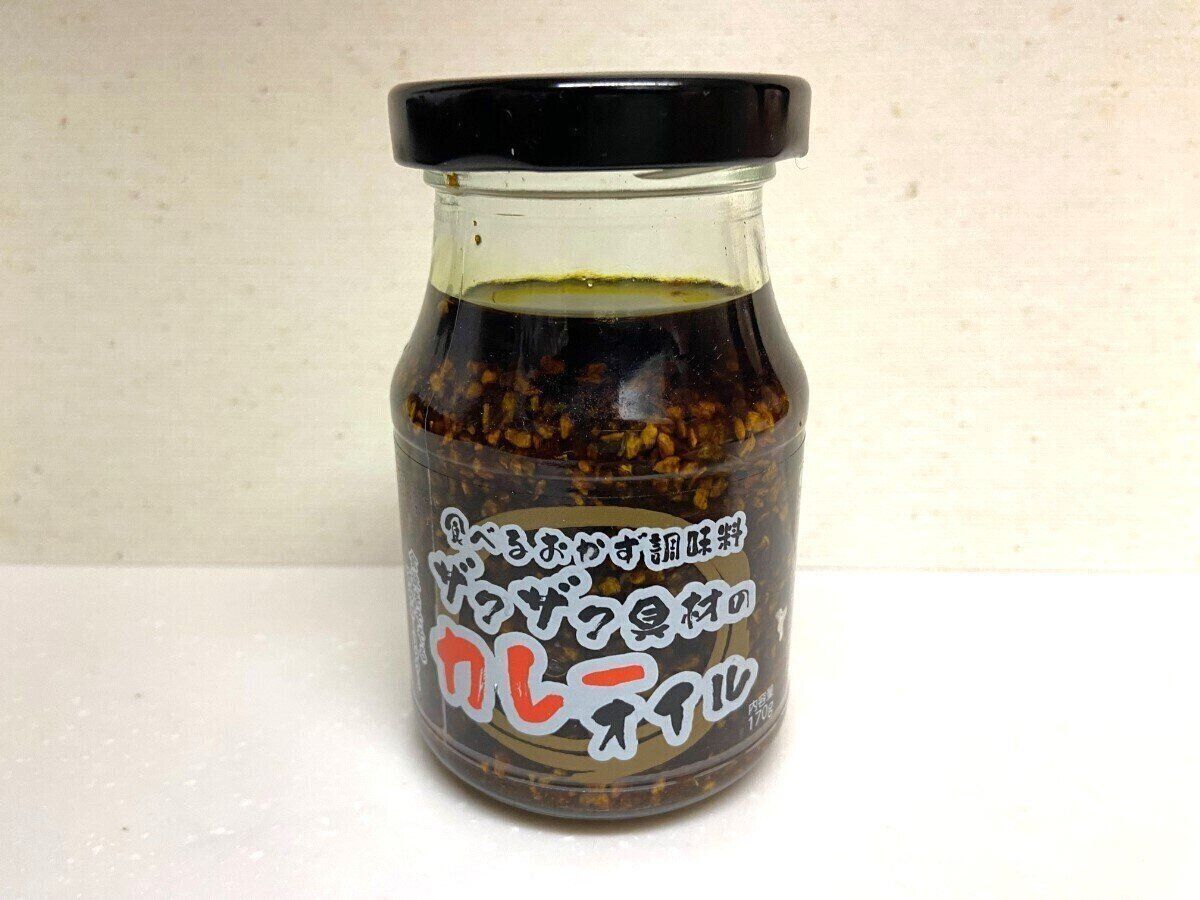 食べるおかず調味料
ザクザク具材の
カレー
オイル
内容量
170g